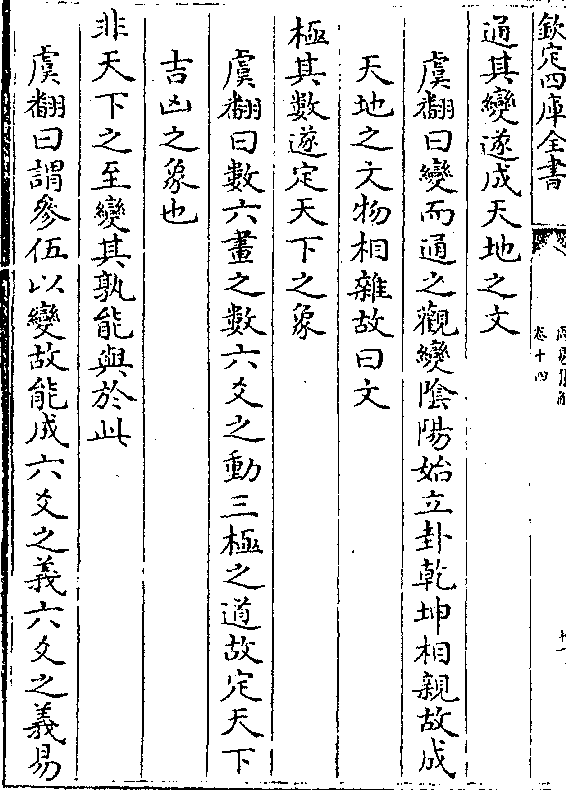 欽定四庫全書
卷十四
通其變遂成天地之文
虞翻曰變而通之觀變陰陽始立卦乾坤相親故成
天地之文物相雜故曰文
極其數遂定天下之象
虞翻曰數六畫之數六爻之動三極之道故定天下
吉凶之象也
非天下之至變其孰能與於此
虞翻曰謂參伍以變故能成六爻之義六爻之義易